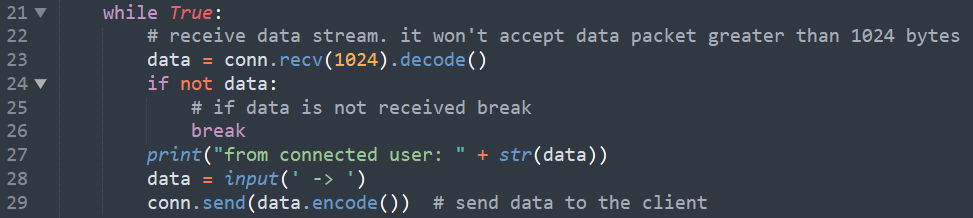 21 ▼ while True:
22 # receive data stream. it won't accept data packet greater than 1024 bytes
23 data = conn.recv(1024).decode()
24 ▼ if not data:
25 # if data is not received break
26 break
27 print("from connected user: " + str(data))
28 data = input(' -> ')
29 conn.send(data.encode())  # send data to the client